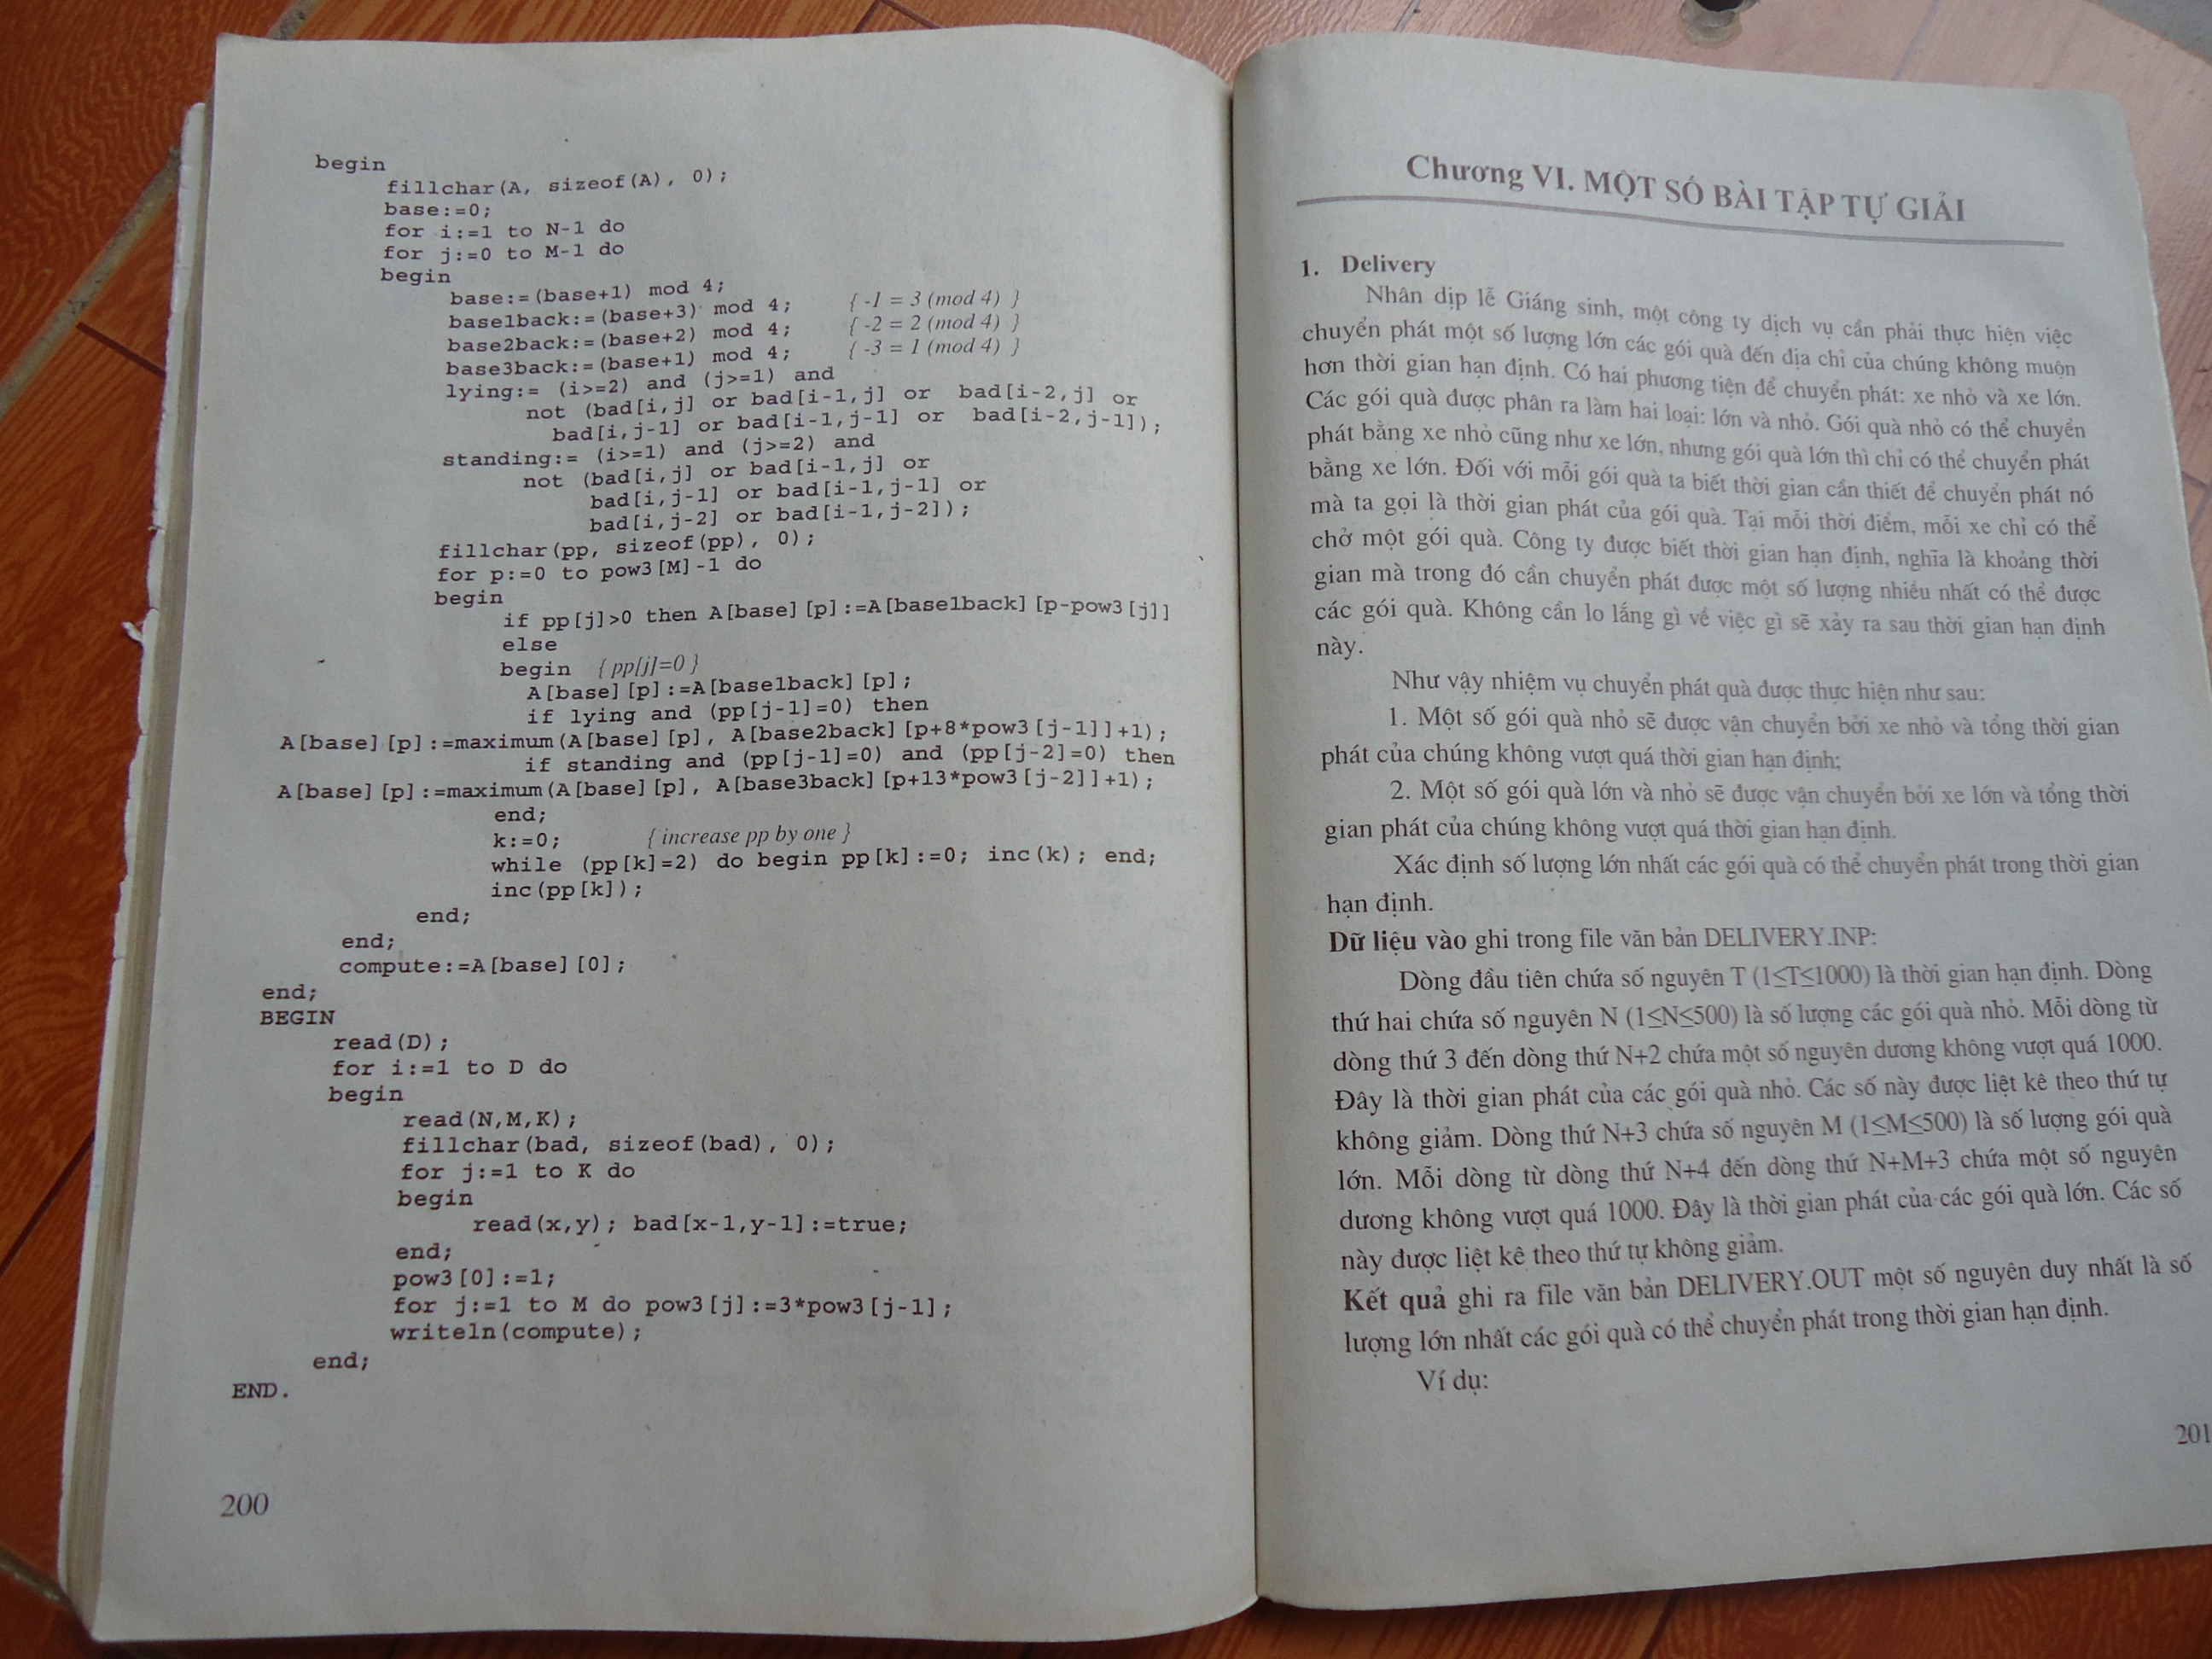 begin
fillchar(A, sizeof(A), 0);
base:=0;
for i:=1 to N-1 do
for j:=0 to M-1 do
begin
base:=(base+1) mod 4;
base1back:=(base+3) mod 4; { -1 = 3 (mod 4) }
base2back:=(base+2) mod 4; { -2 = 2 (mod 4) }
base3back:=(base+1) mod 4; { -3 = 1 (mod 4) }
lying:= (i>=2) and (j>=1) and
not (bad[i,j] or bad[i-1,j] or bad[i-2,j] or
bad[i,j-1] or bad[i-1,j-1] or bad[i-2,j-1]);
standing:= (i>=1) and (j>=2) and
not (bad[i,j] or bad[i-1,j] or
bad[i,j-1] or bad[i-1,j-1] or
bad[i,j-2] or bad[i-1,j-2]);
fillchar(pp, sizeof(pp), 0);
for p:=0 to pow3[M]-1 do
begin
if pp[j]>0 then A[base][p]:=A[base1back][p-pow3[j]]
else
begin { pp[j]=0 }
A[base][p]:=A[base1back][p];
if lying and (pp[j-1]=0) then
A[base][p]:=maximum(A[base][p], A[base2back][p+8*pow3[j-1]]+1);
if standing and (pp[j-1]=0) and (pp[j-2]=0) then
A[base][p]:=maximum(A[base][p], A[base3back][p+13*pow3[j-2]]+1);
end;
k:=0; { increase pp by one }
while (pp[k]=2) do begin pp[k]:=0; inc(k); end;
inc(pp[k]);
end;
end;
compute:=A[base][0];
end;
BEGIN
read(D);
for i:=1 to D do
begin
read(N,M,K);
fillchar(bad, sizeof(bad), 0);
for j:=1 to K do
begin
read(x,y); bad[x-1,y-1]:=true;
end;
pow3[0]:=1;
for j:=1 to M do pow3[j]:=3*pow3[j-1];
writeln(compute);
end;
END.
200
Chương VI. MỘT SỐ BÀI TẬP TỰ GIẢI
1. Delivery
Nhân dịp lễ Giáng sinh, một công ty dịch vụ cần phải thực hiện việc
chuyển phát một số lượng lớn các gói quà đến địa chỉ của chúng không muộn
hơn thời gian hạn định. Có hai phương tiện để chuyển phát: xe nhỏ và xe lớn.
Các gói quà được phân ra làm hai loại: lớn và nhỏ. Gói quà nhỏ có thể chuyển
phát bằng xe nhỏ cũng như xe lớn, nhưng gói quà lớn thì chỉ có thể chuyển phát
bằng xe lớn. Đối với mỗi gói quà ta biết thời gian cần thiết để chuyển phát nó
mà ta gọi là thời gian phát của gói quà. Tại mỗi thời điểm, mỗi xe chỉ có thể
chở một gói quà. Công ty được biết thời gian hạn định, nghĩa là khoảng thời
gian mà trong đó cần chuyển phát được một số lượng nhiều nhất có thể được
các gói quà. Không cần lo lắng gì về việc gì sẽ xảy ra sau thời gian hạn định
này.
Như vậy nhiệm vụ chuyển phát quà được thực hiện như sau:
1. Một số gói quà nhỏ sẽ được vận chuyển bởi xe nhỏ và tổng thời gian
phát của chúng không vượt quá thời gian hạn định;
2. Một số gói quà lớn và nhỏ sẽ được vận chuyển bởi xe lớn và tổng thời
gian phát của chúng không vượt quá thời gian hạn định.
Xác định số lượng lớn nhất các gói quà có thể chuyển phát trong thời gian
hạn định.
Dữ liệu vào ghi trong file văn bản DELIVERY.INP:
Dòng đầu tiên chứa số nguyên T (1≤T≤1000) là thời gian hạn định. Dòng
thứ hai chứa số nguyên N (1≤N≤500) là số lượng các gói quà nhỏ. Mỗi dòng từ
dòng thứ 3 đến dòng thứ N+2 chứa một số nguyên dương không vượt quá 1000.
Đây là thời gian phát của các gói quà nhỏ. Các số này được liệt kê theo thứ tự
không giảm. Dòng thứ N+3 chứa số nguyên M (1≤M≤500) là số lượng gói quà
lớn. Mỗi dòng từ dòng thứ N+4 đến dòng thứ N+M+3 chứa một số nguyên
dương không vượt quá 1000. Đây là thời gian phát của các gói quà lớn. Các số
này được liệt kê theo thứ tự không giảm.
Kết quả ghi ra file văn bản DELIVERY.OUT một số nguyên duy nhất là số
lượng lớn nhất các gói quà có thể chuyển phát trong thời gian hạn định.
Ví dụ:
201